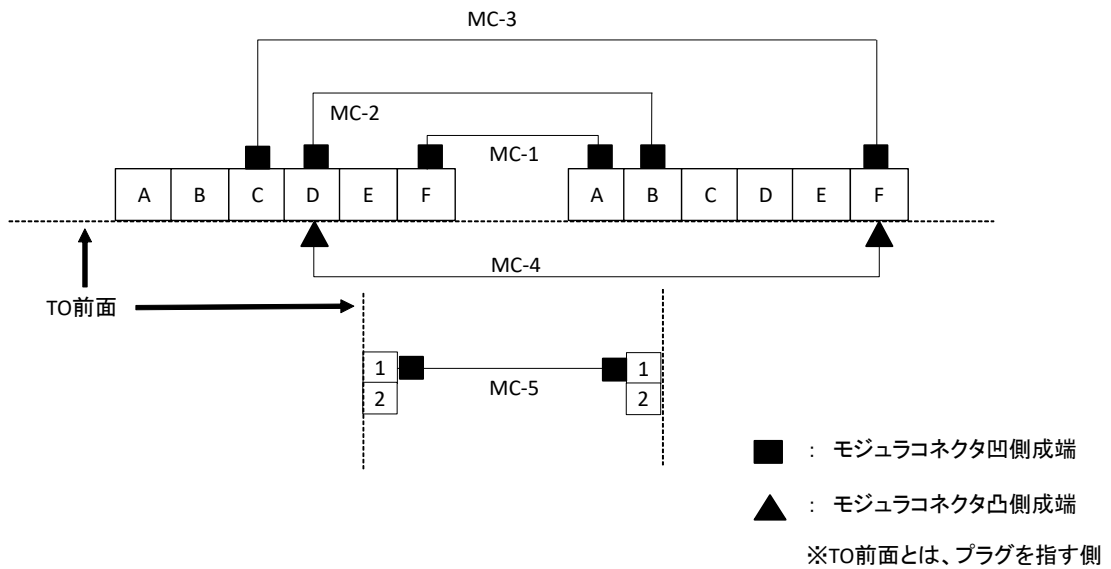 MC-3
MC-2
MC-1
A B C D E F
A B C D E F
MC-4
TO前面
1
2
MC-5
1
2
： モジュラコネクタ凹側成端
： モジュラコネクタ凸側成端
※TO前面とは、プラグを指す側